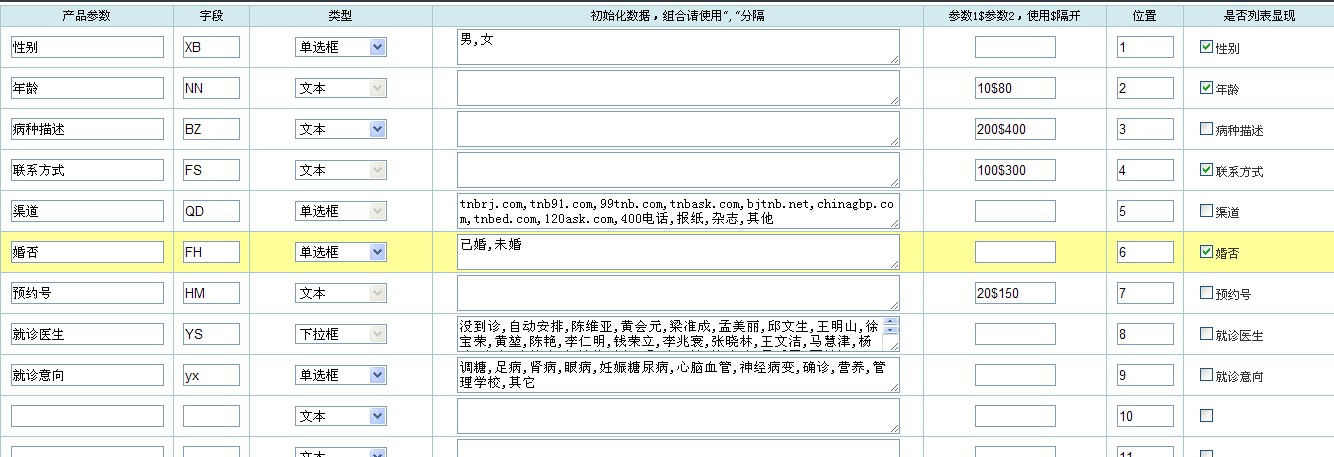 产品参数 字段 类型 初始化数据，组合请使用“, “分隔 参数1$参数2，使用$隔开 位置 是否列表显现
性别 XB 单选框 男,女 1 性别
年龄 NN 文本 10$80 2 年龄
病种描述 BZ 文本 200$400 3 病种描述
联系方式 FS 文本 100$300 4 联系方式
渠道 QD 单选框 tnbrj.com,tnb91.com,99tnb.com,tnbask.com,bjtnb.net,chinagbp.co
m,tnbed.com,120ask.com,400电话,报纸,杂志,其他 5 渠道
婚否 FH 单选框 已婚,未婚 6 婚否
预约号 HM 文本 20$150 7 预约号
就诊医生 YS 下拉框 没到诊,自动安排,陈维亚,黄会元,梁准成,孟美丽,邱文生,王明山,徐
宝荣,黄堃,陈艳,李仁明,钱荣立,李兆寰,张晓林,王文洁,马慧津,杨 8 就诊医生
就诊意向 yx 单选框 调糖,足病,肾病,眼病,妊娠糖尿病,心脑血管,神经病变,确诊,营养,管
理学校,其它 9 就诊意向
文本 10
文本 11